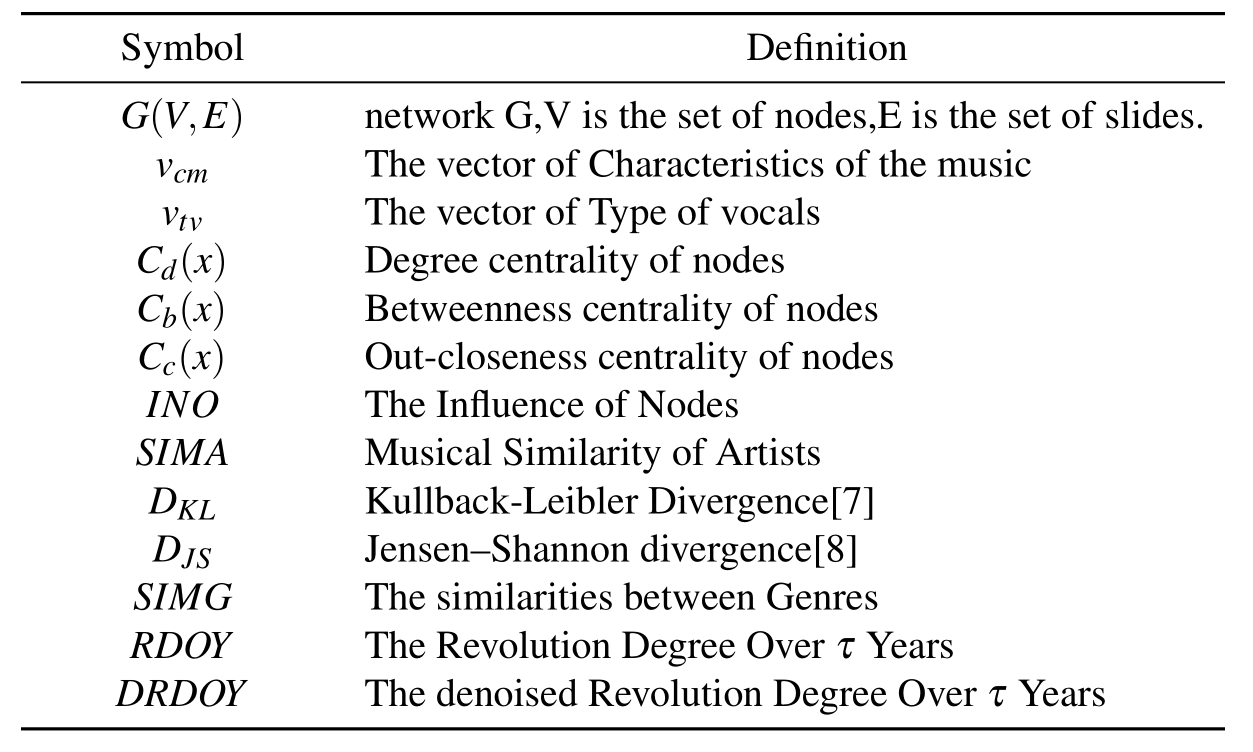 Symbol Definition
G(V,E) network G,V is the set of nodes,E is the set of slides.
v_{cm} The vector of Characteristics of the music
v_{tv} The vector of Type of vocals
C_d(x) Degree centrality of nodes
C_b(x) Betweenness centrality of nodes
C_c(x) Out-closeness centrality of nodes
INO The Influence of Nodes
SIMA Musical Similarity of Artists
D_{KL} Kullback-Leibler Divergence[7]
D_{JS} Jensen–Shannon divergence[8]
SIMG The similarities between Genres
RDOY The Revolution Degree Over τ Years
DRDOY The denoised Revolution Degree Over τ Years